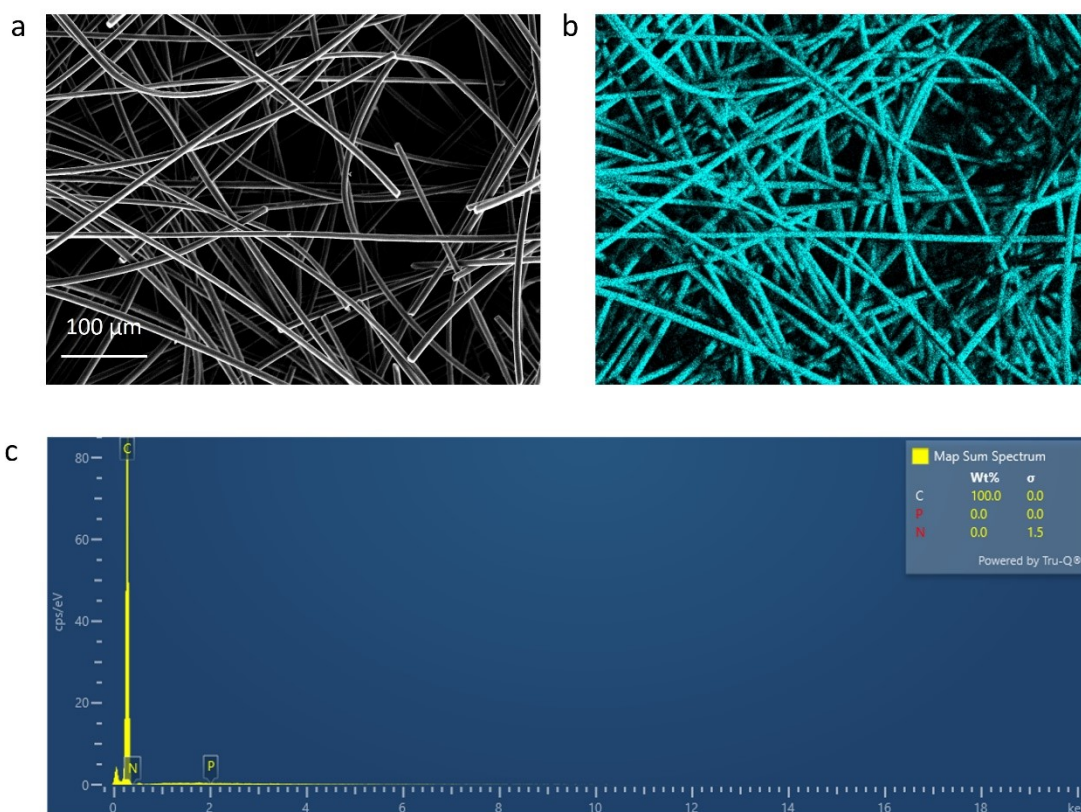 a
b
100 μm
c
C
80
60
40
20
0
cps/eV
N
P
0
2
4
6
8
10
12
14
16
18
ke
Map Sum Spectrum
Wt% σ
C 100.0 0.0
P 0.0 0.0
N 0.0 1.5
Powered by Tru-Q®